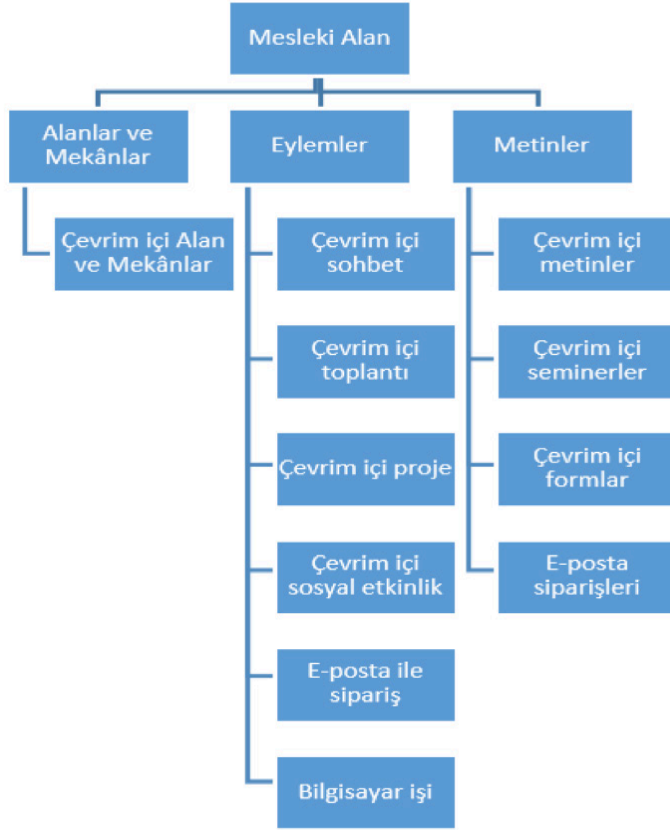 Mesleki Alan
Alanlar ve
Mekânlar
Çevrim içi Alan
ve Mekânlar
Eylemler
Çevrim içi
sohbet
Çevrim içi
toplantı
Çevrim içi proje
Çevrim içi
sosyal etkinlik
E-posta ile
sipariş
Bilgisayar işi
Metinler
Çevrim içi
metinler
Çevrim içi
seminerler
Çevrim içi
formlar
E-posta
siparişleri